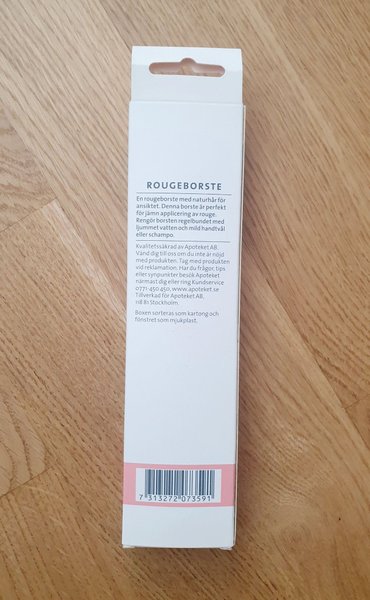 ROUGEBORSTE
En rougeborste med naturhår för
ansiktet. Denna borste är perfekt
för jämn applicering av rouge.
Rengör borsten regelbundet med
ljummet vatten och mild handtvål
eller schampo.
Kvalitetssäkrad av Apoteket AB.
Vänd dig till oss om du inte är nöjd
med produkten. Tag med produkten
vid reklamation. Har du frågor, tips
eller synpunkter besök Apoteket
närmast dig eller ring Kundservice
0771 450 450, www.apoteket.se
Tillverkad för Apoteket AB,
118 81 Stockholm.
Boxen sorteras som kartong och
fönstret som mjukplast.
7 313272 073591